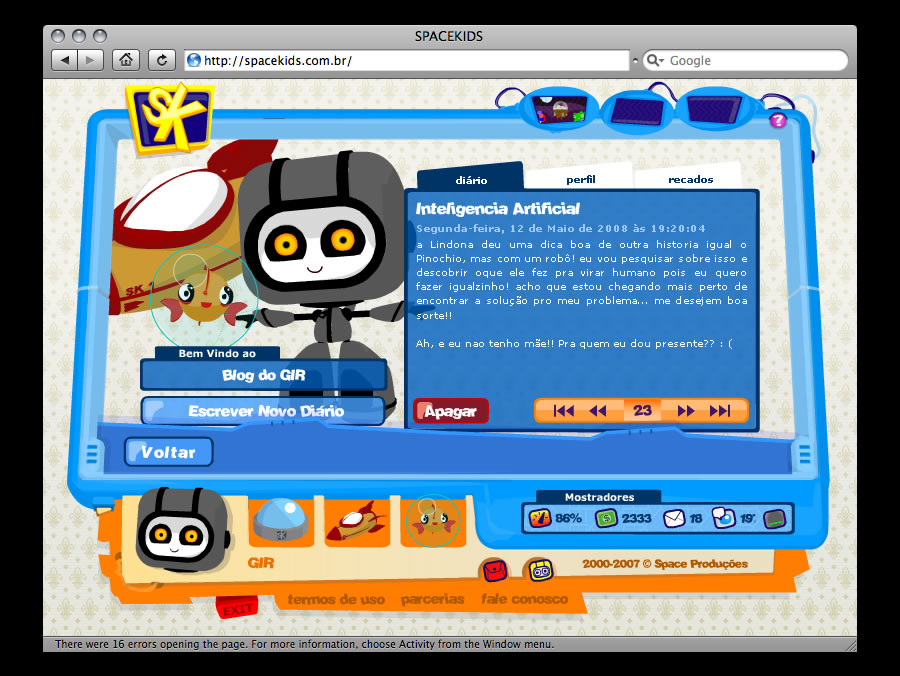 SPACEKIDS
http://spacekids.com.br/
Google
SK
?
diário
perfil
recados
Inteligencia Artificial
Segunda-feira, 12 de Maio de 2008 às 19:20:04
a Lindona deu uma dica boa de outra historia igual o
Pinochio, mas com um robô! eu vou pesquisar sobre isso e
descobrir oque ele fez pra virar humano pois eu quero
fazer igualzinho! acho que estou chegando mais perto de
encontrar a solução pro meu problema... me desejem boa
sorte!!
Ah, e eu nao tenho mãe!! Pra quem eu dou presente?? : (
SK
Bem Vindo ao
Blog do GIR
Escrever Novo Diário
Apagar
23
Voltar
Mostradores
86%
2333
18
19
GIR
2000-2007 © Space Produções
EXIT
termos de uso
parcerias
fale conosco
There were 16 errors opening the page. For more information, choose Activity from the Window menu.